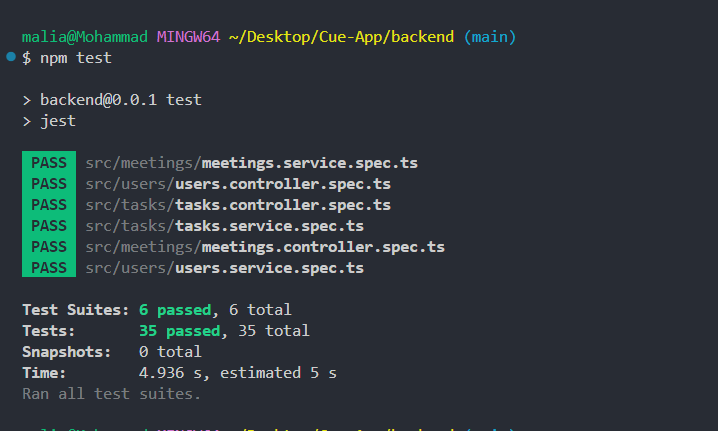 malia@Mohammad MINGW64 ~/Desktop/Cue-App/backend (main)
$ npm test
> backend@0.0.1 test
> jest
PASS src/meetings/meetings.service.spec.ts
PASS src/users/users.controller.spec.ts
PASS src/tasks/tasks.controller.spec.ts
PASS src/tasks/tasks.service.spec.ts
PASS src/meetings/meetings.controller.spec.ts
PASS src/users/users.service.spec.ts
Test Suites: 6 passed, 6 total
Tests: 35 passed, 35 total
Snapshots: 0 total
Time: 4.936 s, estimated 5 s
Ran all test suites.